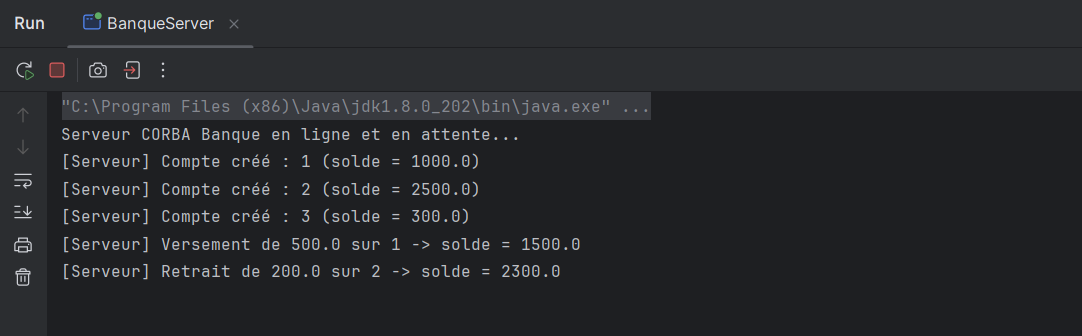 Run BanqueServer
"C:\Program Files (x86)\Java\jdk1.8.0_202\bin\java.exe" ...
Serveur CORBA Banque en ligne et en attente...
[Serveur] Compte créé : 1 (solde = 1000.0)
[Serveur] Compte créé : 2 (solde = 2500.0)
[Serveur] Compte créé : 3 (solde = 300.0)
[Serveur] Versement de 500.0 sur 1 -> solde = 1500.0
[Serveur] Retrait de 200.0 sur 2 -> solde = 2300.0